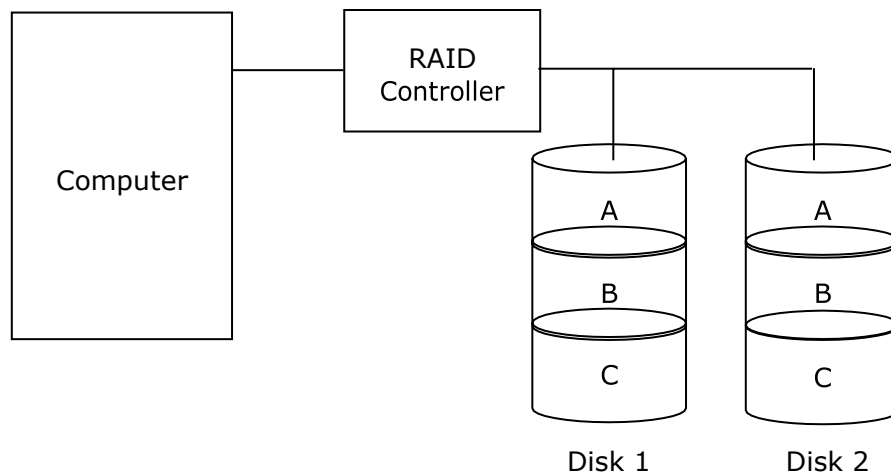 RAID
Controller
Computer
A
A
B
B
C
C
Disk 1
Disk 2